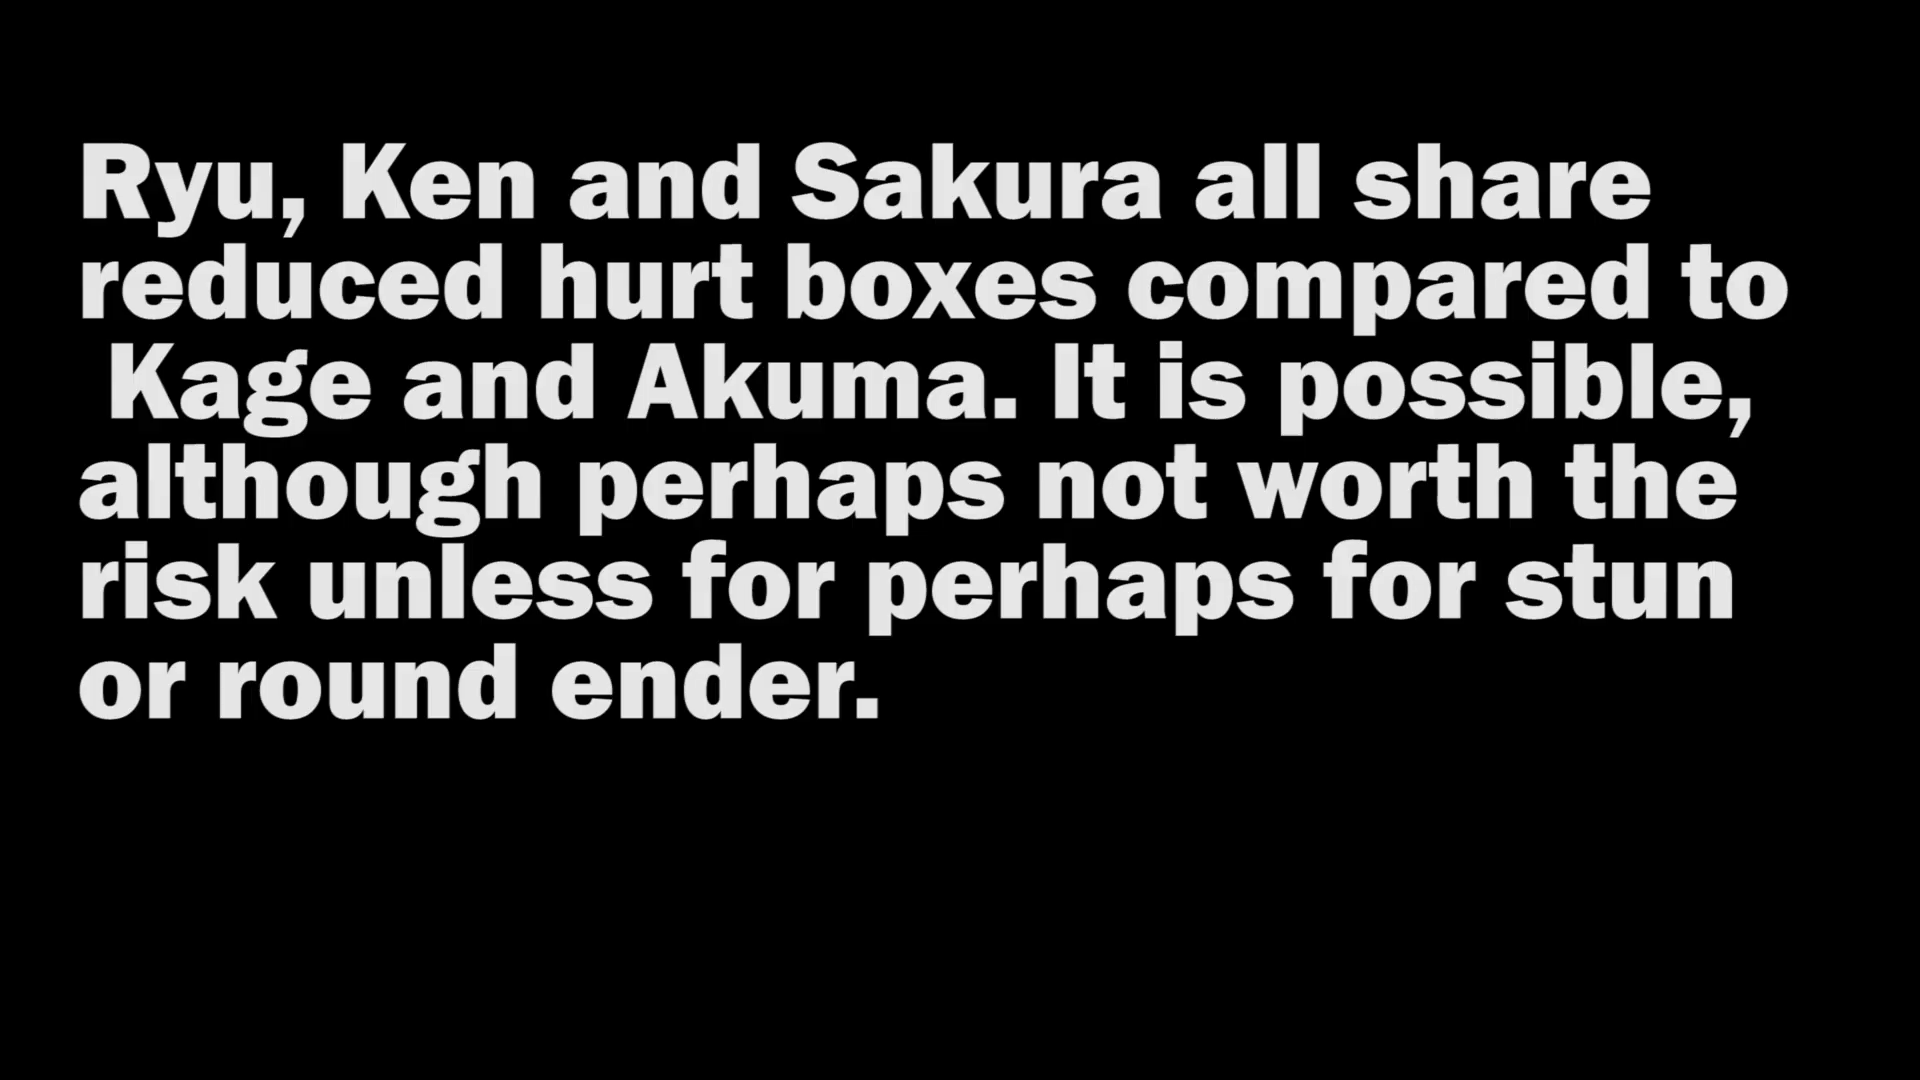 Ryu, Ken and Sakura all share
reduced hurt boxes compared to
Kage and Akuma. It is possible,
although perhaps not worth the
risk unless for perhaps for stun
or round ender.